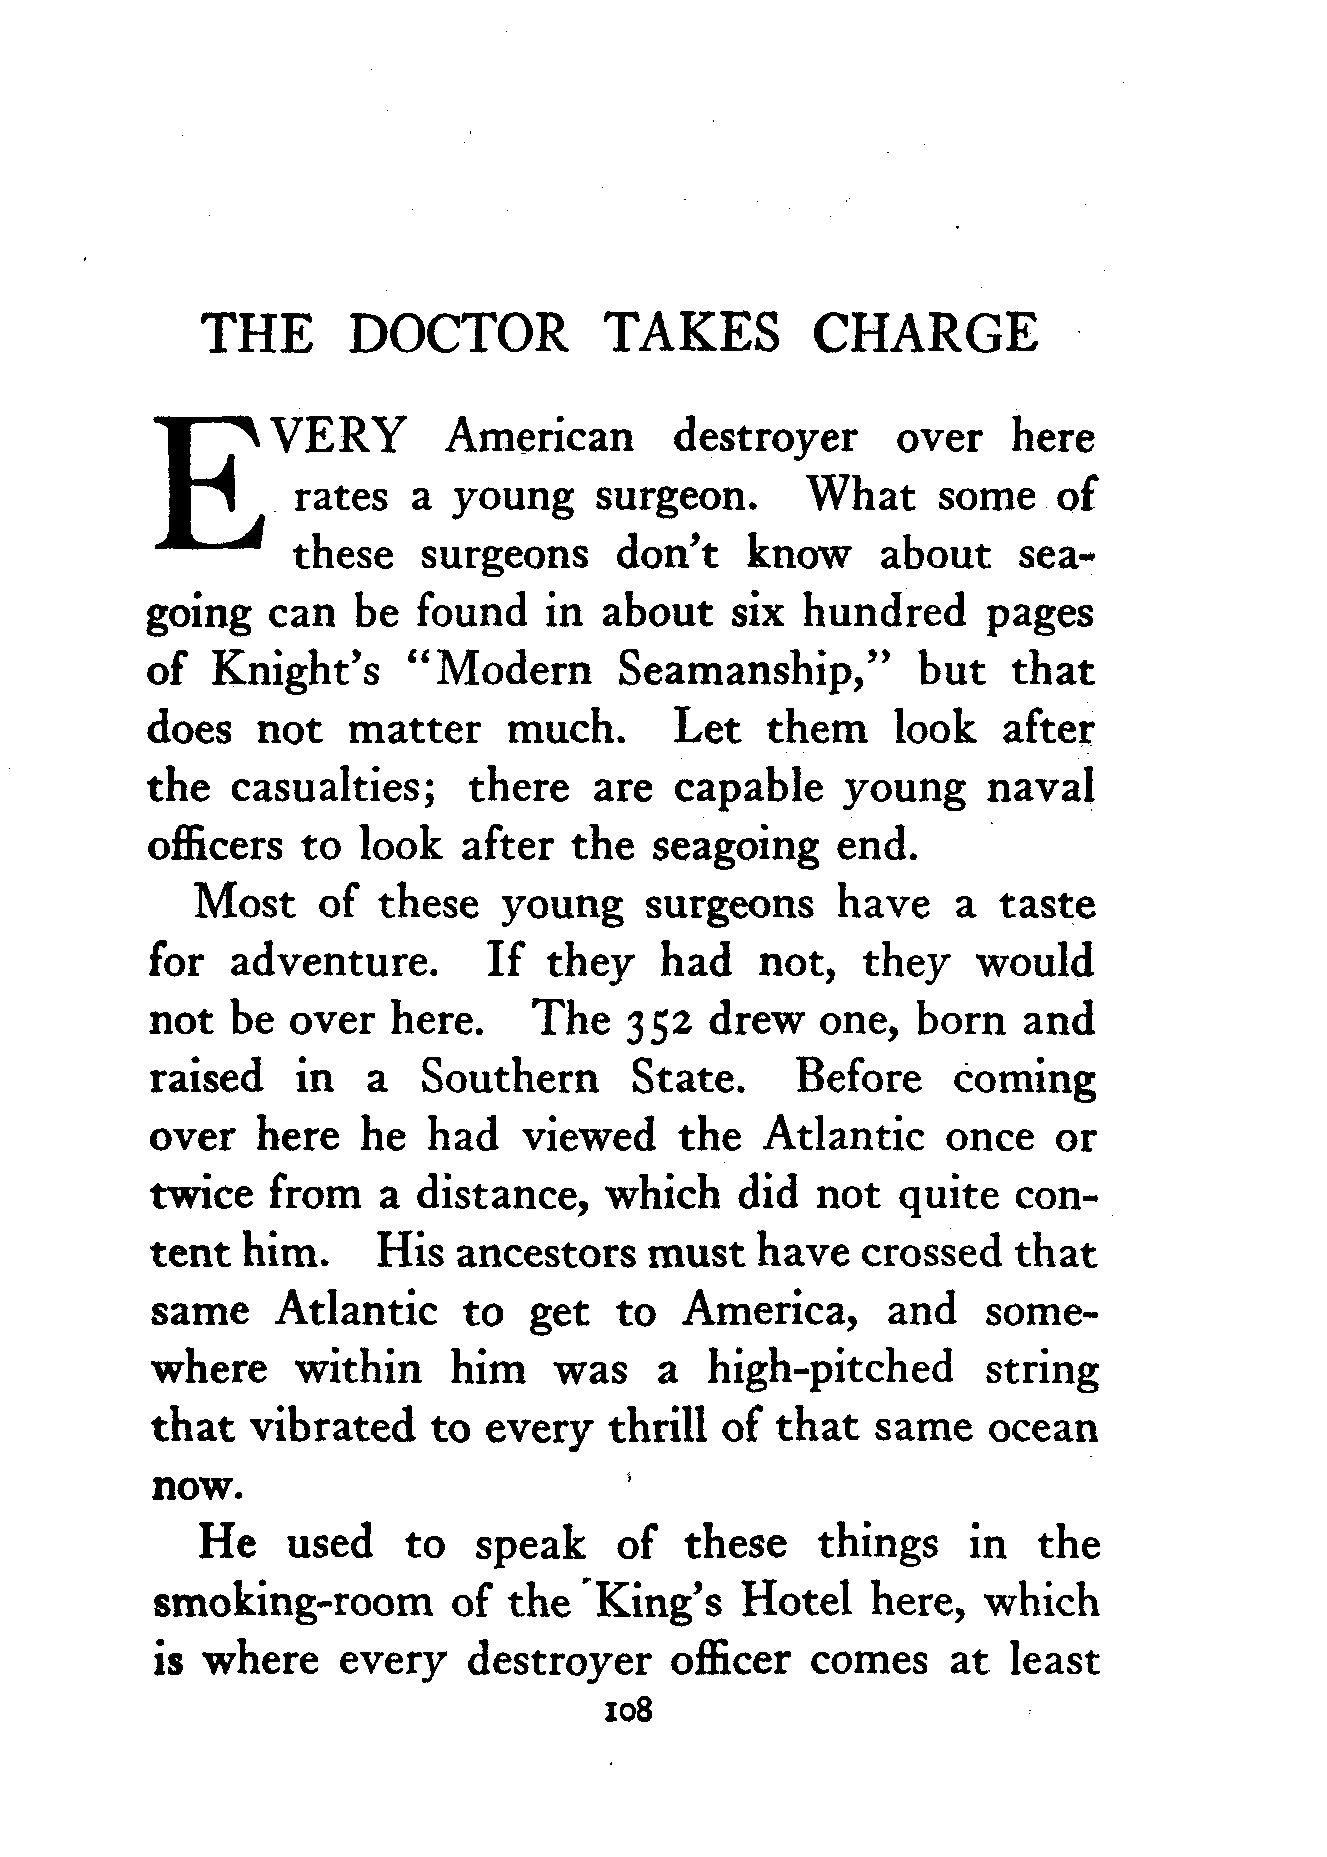 THE DOCTOR TAKES CHARGE
EVERY American destroyer over here
rates a young surgeon. What some of
these surgeons don't know about sea-
going can be found in about six hundred pages
of Knight's "Modern Seamanship," but that
does not matter much. Let them look after
the casualties; there are capable young naval
officers to look after the seagoing end.
Most of these young surgeons have a taste
for adventure. If they had not, they would
not be over here. The 352 drew one, born and
raised in a Southern State. Before coming
over here he had viewed the Atlantic once or
twice from a distance, which did not quite con-
tent him. His ancestors must have crossed that
same Atlantic to get to America, and some-
where within him was a high-pitched string
that vibrated to every thrill of that same ocean
now.
He used to speak of these things in the
smoking-room of the King's Hotel here, which
is where every destroyer officer comes at least
108